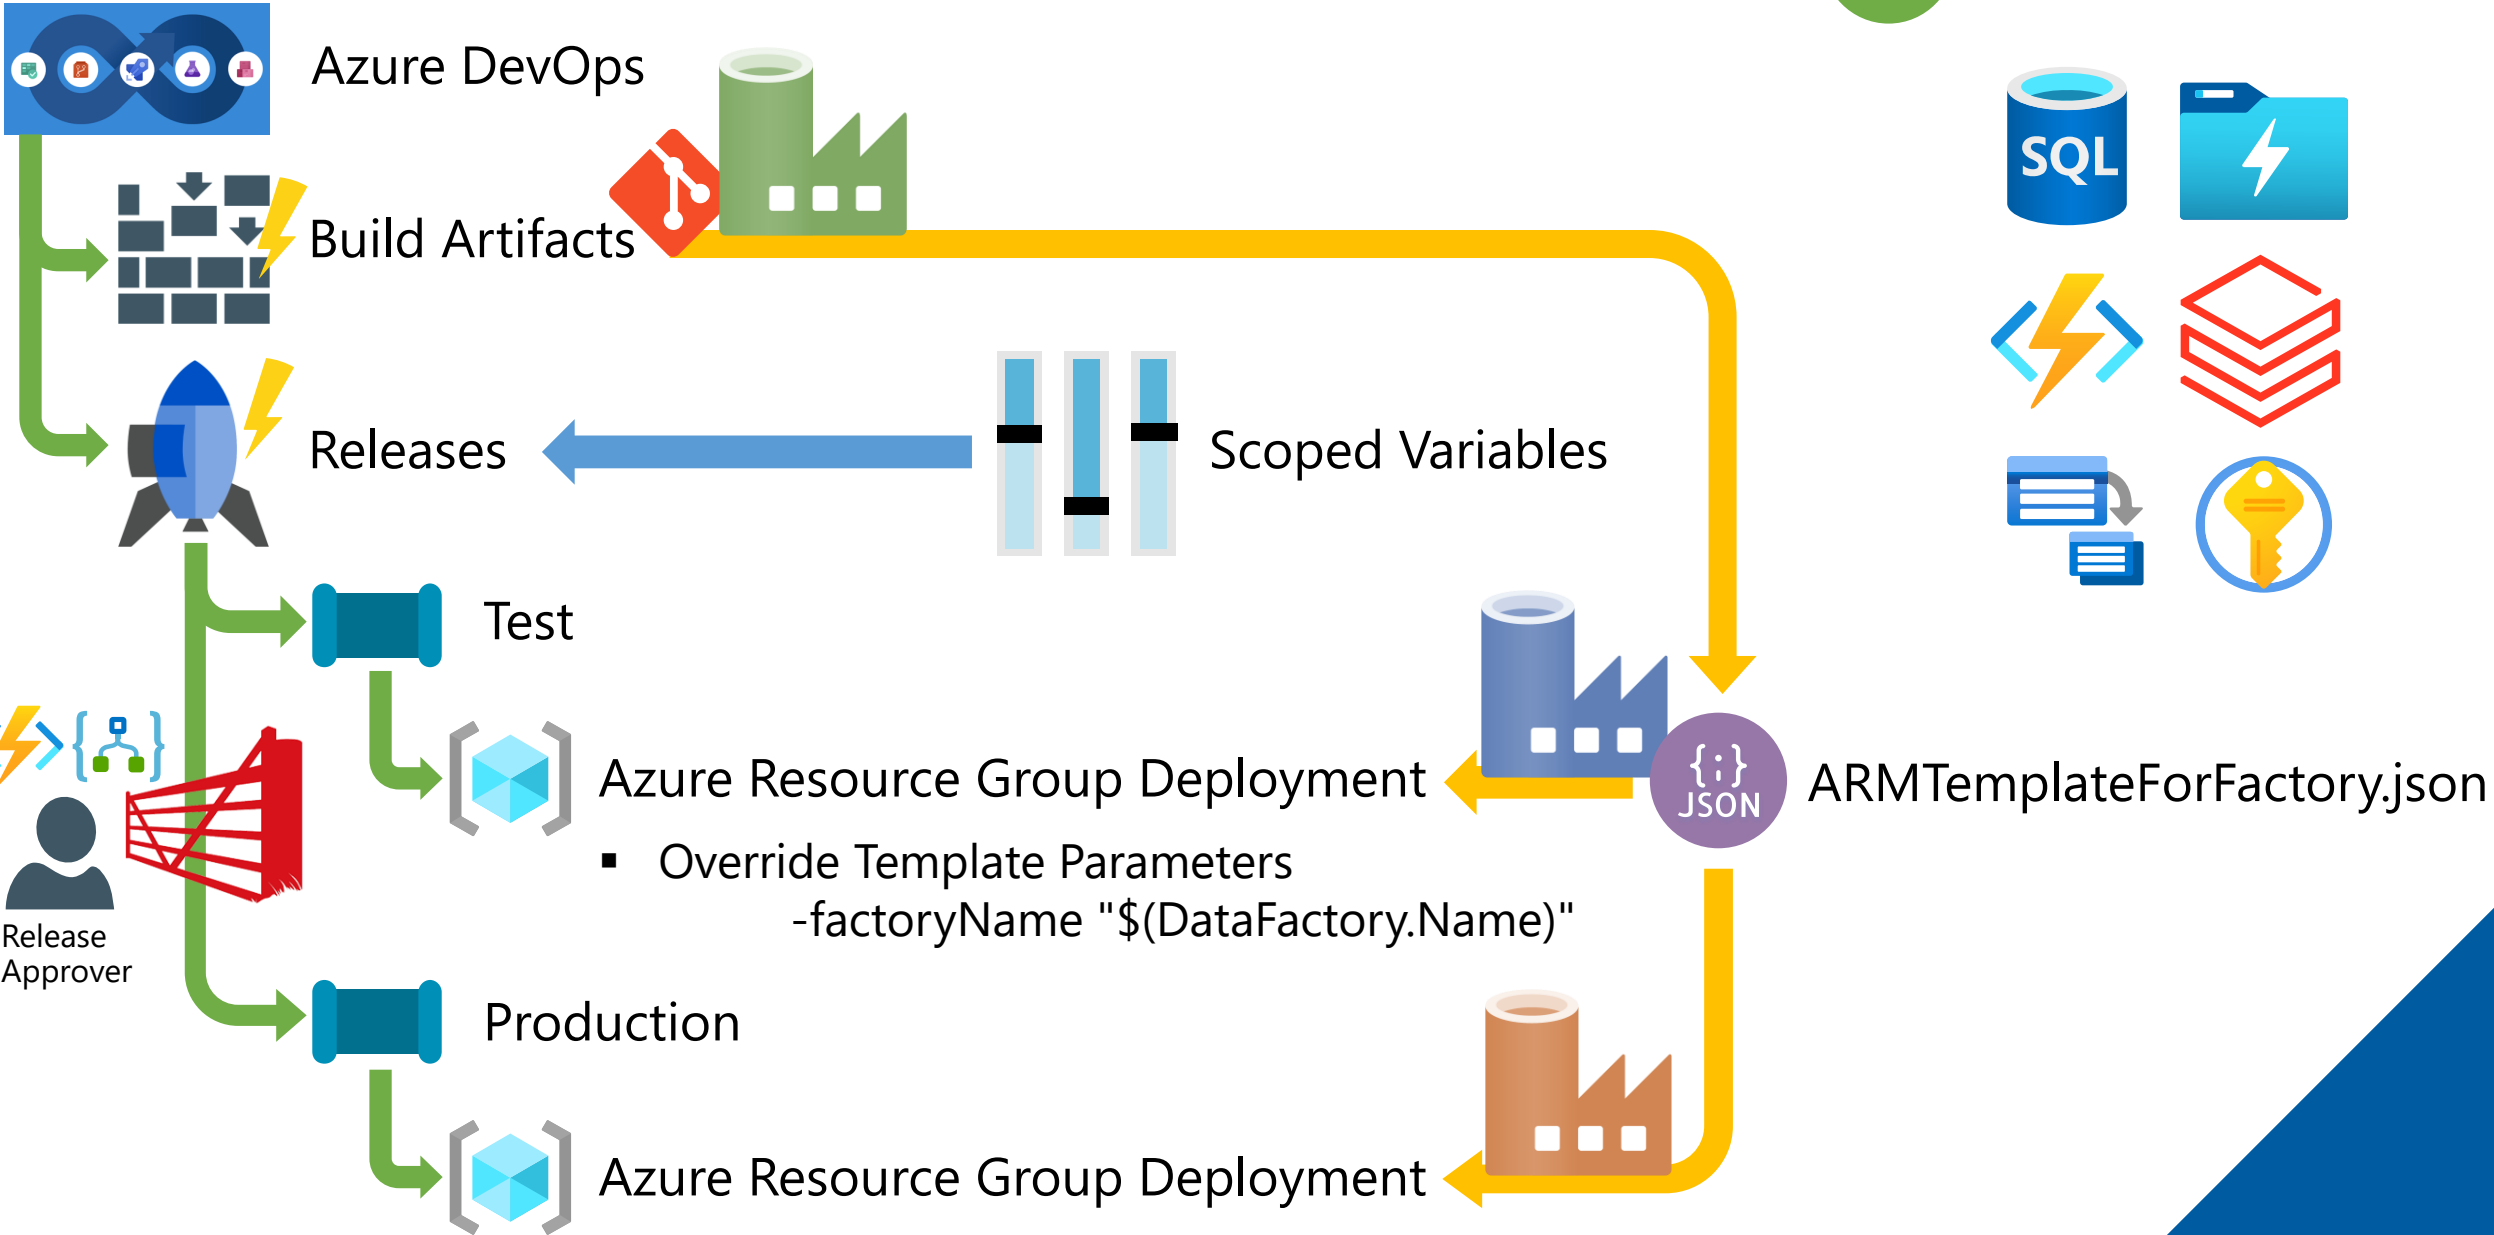 Azure DevOps
Build Artifacts
SQL
Releases
Scoped Variables
Test
Azure Resource Group Deployment
{;}
JSON
ARMTemplateForFactory.json
▪ Override Template Parameters
-factoryName "$(DataFactory.Name)"
Release
Approver
Production
Azure Resource Group Deployment